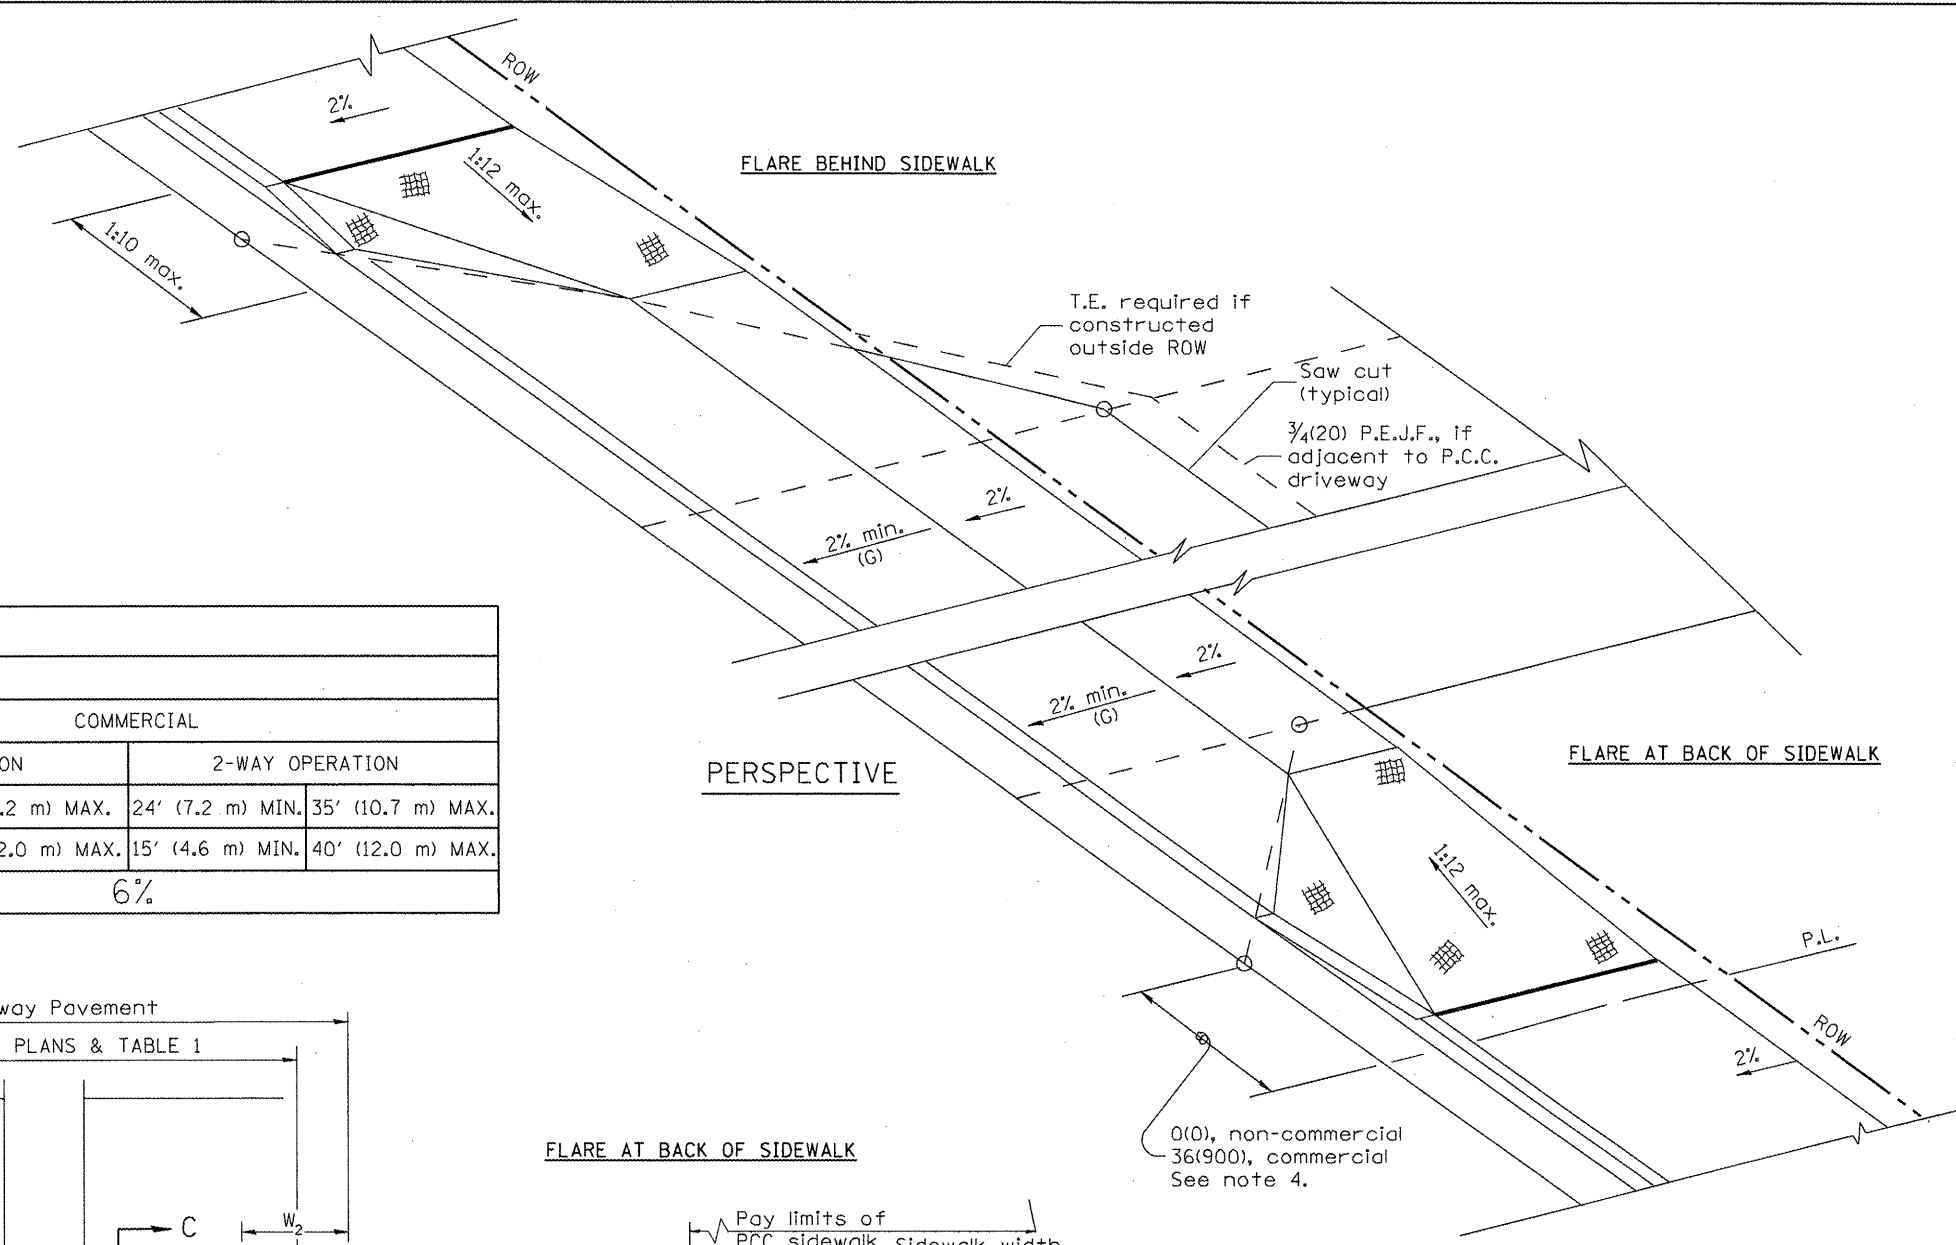 ROW
2%
1:12 max.
FLARE BEHIND SIDEWALK
1:10 max.
T.E. required if
constructed
outside ROW
Saw cut
(typical)
¾(20) P.E.J.F., if
adjacent to P.C.C.
driveway
2%
2% min.
(G)
2%
2% min.
(G)
COMMERCIAL
ON
2-WAY OPERATION
.2 m) MAX.
24' (7.2 m) MIN.
35' (10.7 m) MAX.
2.0 m) MAX.
15' (4.6 m) MIN.
40' (12.0 m) MAX.
6%
PERSPECTIVE
FLARE AT BACK OF SIDEWALK
1:12 max.
P.L.
ROW
2%
way Pavement
PLANS & TABLE 1
C
W2
FLARE AT BACK OF SIDEWALK
0(0), non-commercial
36(900), commercial
See note 4.
Pay limits of
PCC sidewalk
Sidewalk width